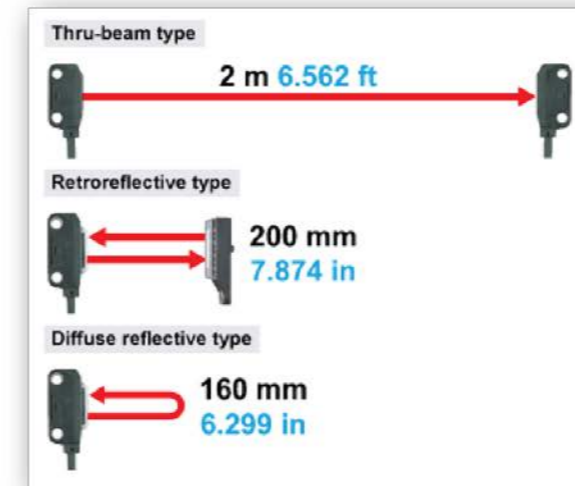 Thru-beam type
2 m 6.562 ft
Retroreflective type
200 mm
7.874 in
Diffuse reflective type
160 mm
6.299 in